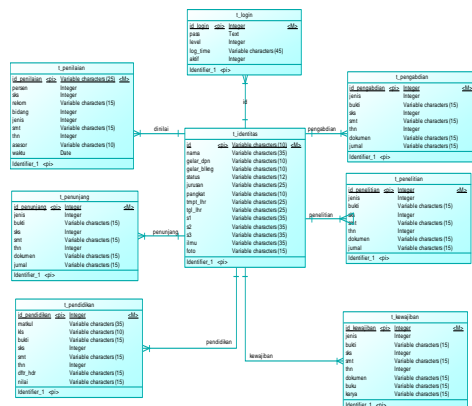 t_login
id_login <pi> Integer <M>
pass Text
level Integer
log_time Variable characters (45)
aktif Integer
Identifier_1 <pi>
t_penilaian
id_penilaian <pi> Variable characters (25) <M>
persen Integer
sks Integer
rekom Variable characters (15)
bidang Integer
jenis Integer
smt Variable characters (15)
thn Integer
asesor Variable characters (10)
waktu Date
Identifier_1 <pi>
t_pengabdian
id_pengabdian <pi> Integer <M>
jenis Integer
bukti Variable characters (15)
sks Integer
smt Variable characters (15)
thn Integer
dokumen Variable characters (15)
jurnal Variable characters (15)
Identifier_1 <pi>
id
dinilai
pengabdian
t_identitas
id <pi> Variable characters (10) <M>
nama Variable characters (35)
gelar_dpn Variable characters (10)
gelar_blkng Variable characters (10)
status Variable characters (12)
jurusan Variable characters (25)
pangkat Variable characters (10)
tmpt_lhr Variable characters (25)
tgl_lhr Variable characters (25)
s1 Variable characters (35)
s2 Variable characters (35)
s3 Variable characters (35)
ilmu Variable characters (35)
foto Variable characters (15)
Identifier_1 <pi>
t_penunjang
id_penunjang <pi> Integer <M>
jenis Integer
bukti Variable characters (15)
sks Integer
smt Variable characters (15)
thn Integer
dokumen Variable characters (15)
jurnal Variable characters (15)
Identifier_1 <pi>
penunjang
penelitian
t_penelitian
id_penelitian <pi> Integer <M>
jenis Integer
bukti Variable characters (15)
sks Integer
smt Variable characters (15)
thn Integer
dokumen Variable characters (15)
jurnal Variable characters (15)
Identifier_1 <pi>
t_pendidikan
id_pendidikan <pi> Integer <M>
matkul Variable characters (35)
kls Variable characters (10)
bukti Variable characters (15)
sks Integer
smt Variable characters (15)
thn Integer
dftr_hdr Variable characters (15)
nilai Variable characters (15)
Identifier_1 <pi>
pendidikan
kewajiban
t_kewajiban
id_kewajiban <pi> Integer <M>
jenis Integer
bukti Variable characters (15)
sks Integer
smt Variable characters (15)
thn Integer
dokumen Variable characters (15)
buku Variable characters (15)
karya Variable characters (15)
Identifier_1 <pi>